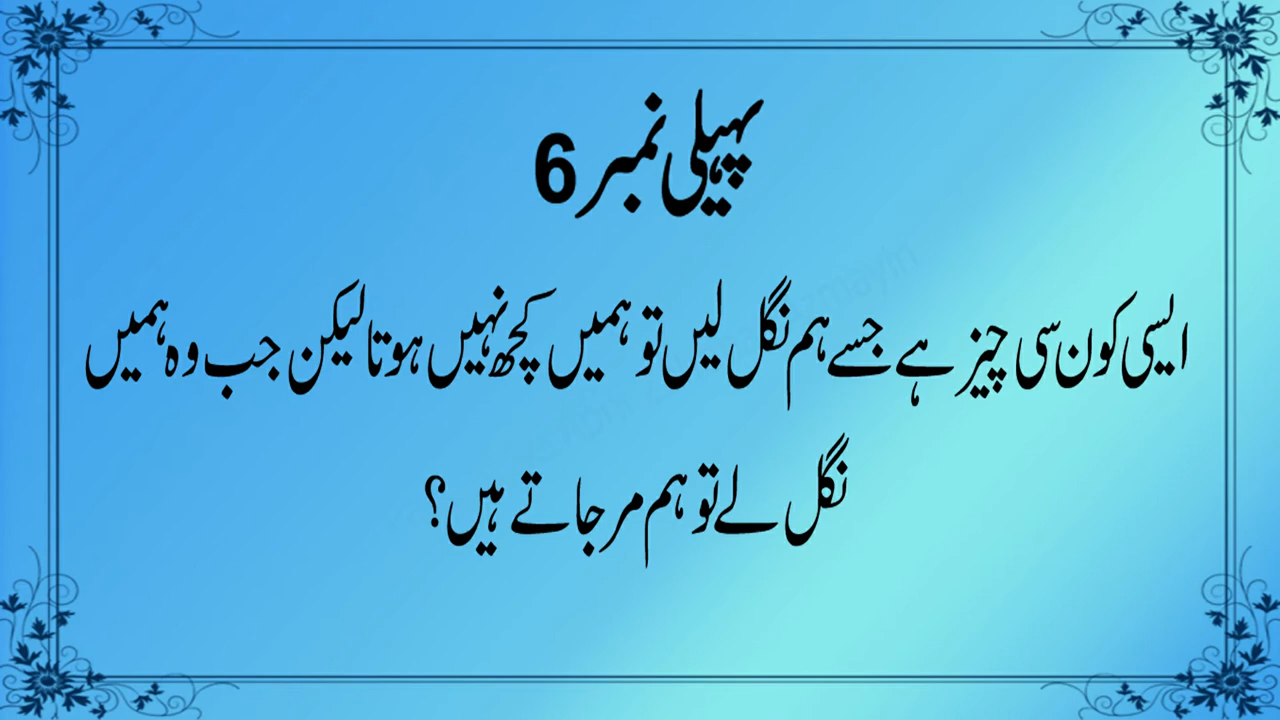 پہیلی نمبر 6
ایسی کون سی چیز ہے جسے ہم نگل لیں تو ہمیں کچھ نہیں ہوتا لیکن جب وہ ہمیں
نگل لے تو ہم مر جاتے ہیں؟